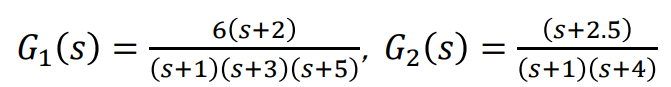 G₁(s) = 6(s+2) / (s+1)(s+3)(s+5), G₂(s) = (s+2.5) / (s+1)(s+4)